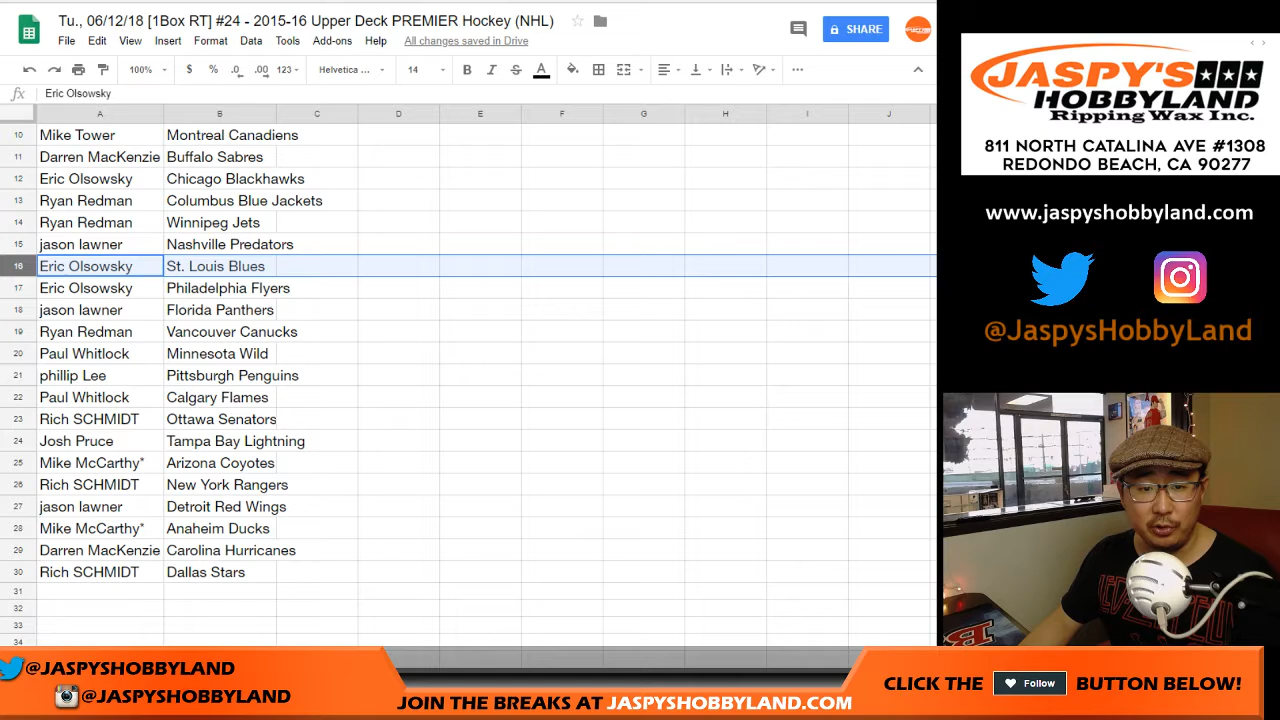 Tu, 06/12/18 [1Box RT] #24 - 2015-16 Upper Deck PREMIER Hockey (NHL)
File Edit View Insert Format Data Tools Add-ons Help All changes saved in Drive
SHARE
100% $ % .0 .00 123 Helvetica ... 14 B I S A
fx Eric Olsowsky
A B C D E F G H I J
10 Mike Tower Montreal Canadiens
11 Darren MacKenzie Buffalo Sabres
12 Eric Olsowsky Chicago Blackhawks
13 Ryan Redman Columbus Blue Jackets
14 Ryan Redman Winnipeg Jets
15 jason lawner Nashville Predators
16 Eric Olsowsky St. Louis Blues
17 Eric Olsowsky Philadelphia Flyers
18 jason lawner Florida Panthers
19 Ryan Redman Vancouver Canucks
20 Paul Whitlock Minnesota Wild
21 phillip Lee Pittsburgh Penguins
22 Paul Whitlock Calgary Flames
23 Rich SCHMIDT Ottawa Senators
24 Josh Pruce Tampa Bay Lightning
25 Mike McCarthy* Arizona Coyotes
26 Rich SCHMIDT New York Rangers
27 jason lawner Detroit Red Wings
28 Mike McCarthy* Anaheim Ducks
29 Darren MacKenzie Carolina Hurricanes
30 Rich SCHMIDT Dallas Stars
31
32
33
34
JASPY'S
HOBBYLAND
Ripping Wax Inc.
811 NORTH CATALINA AVE #1308
REDONDO BEACH, CA 90277
www.jaspyshobbyland.com
@JaspysHobbyLand
@JASPYSHOBBYLAND
@JASPYSHOBBYLAND
JOIN THE BREAKS AT JASPYSHOBBYLAND.COM
CLICK THE Follow BUTTON BELOW!